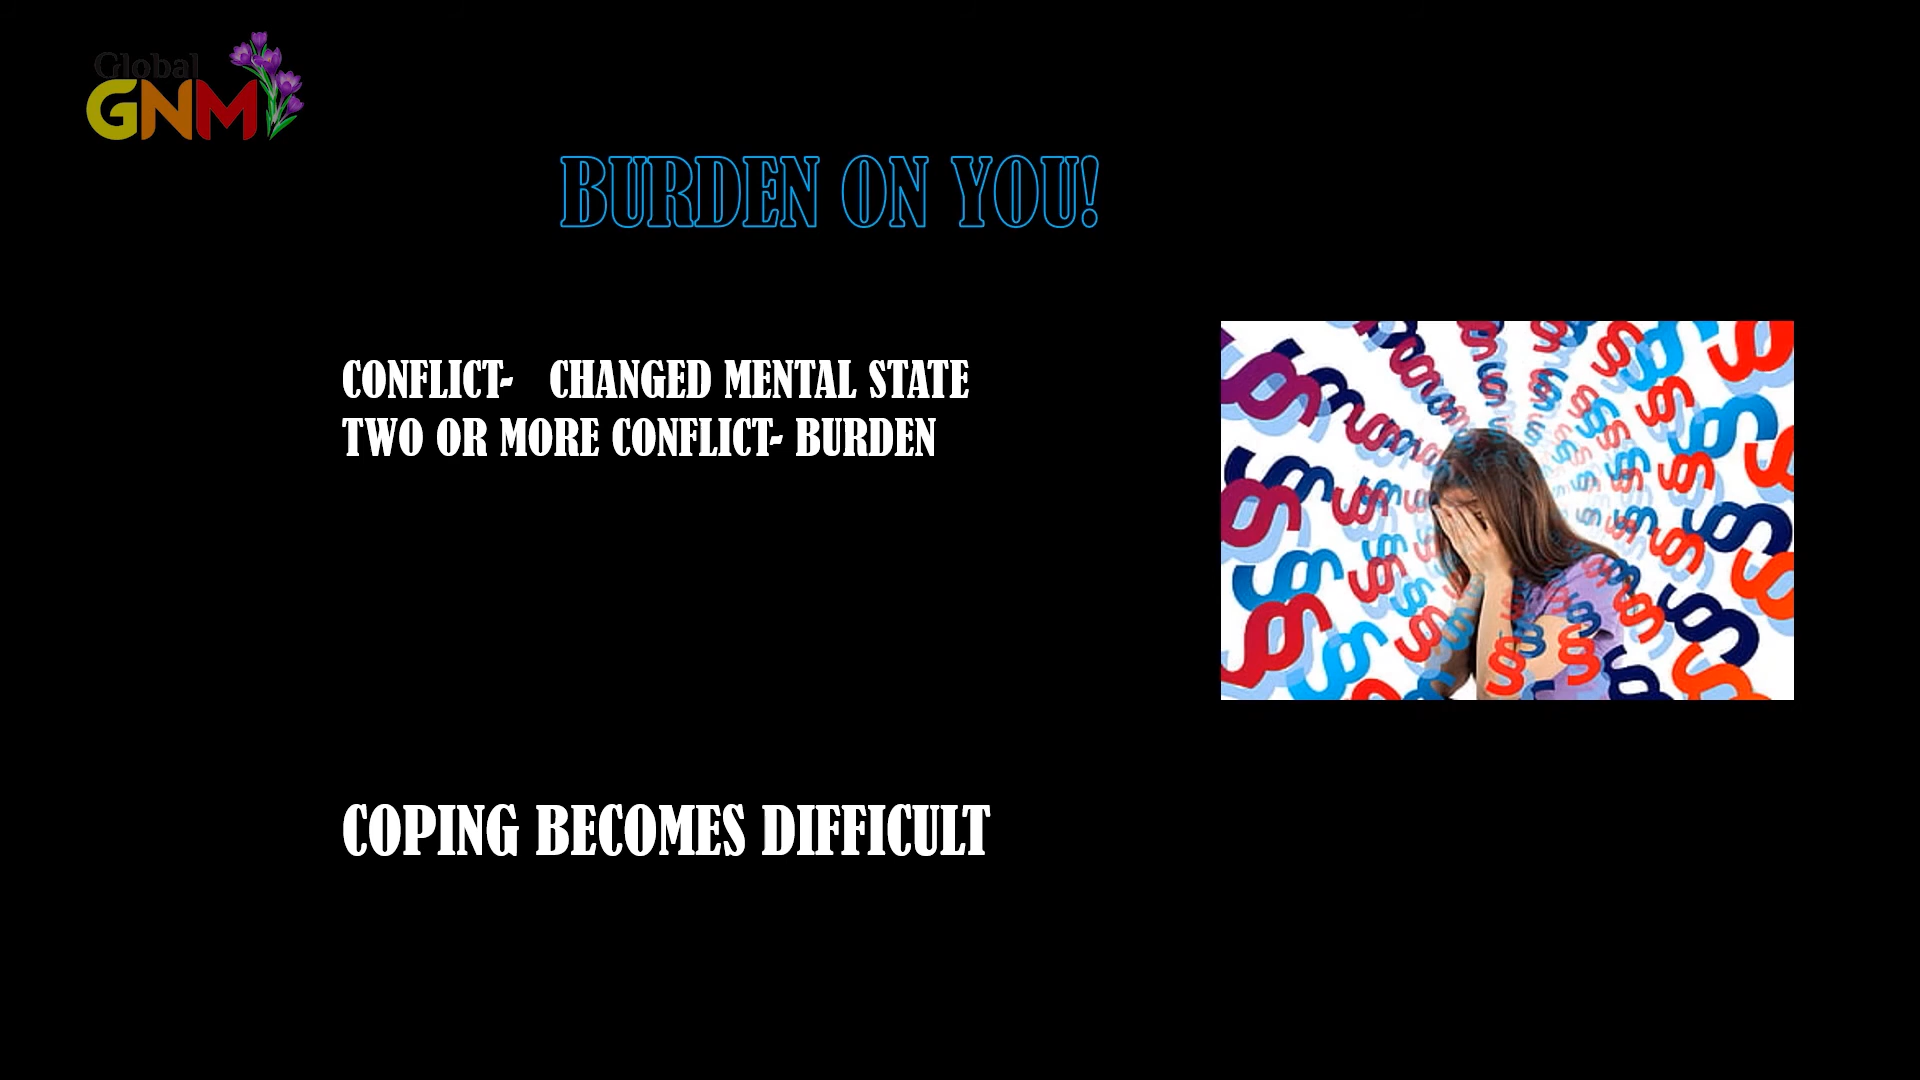 Global
GNM
BURDEN ON YOU!
CONFLICT- CHANGED MENTAL STATE
TWO OR MORE CONFLICT- BURDEN
COPING BECOMES DIFFICULT